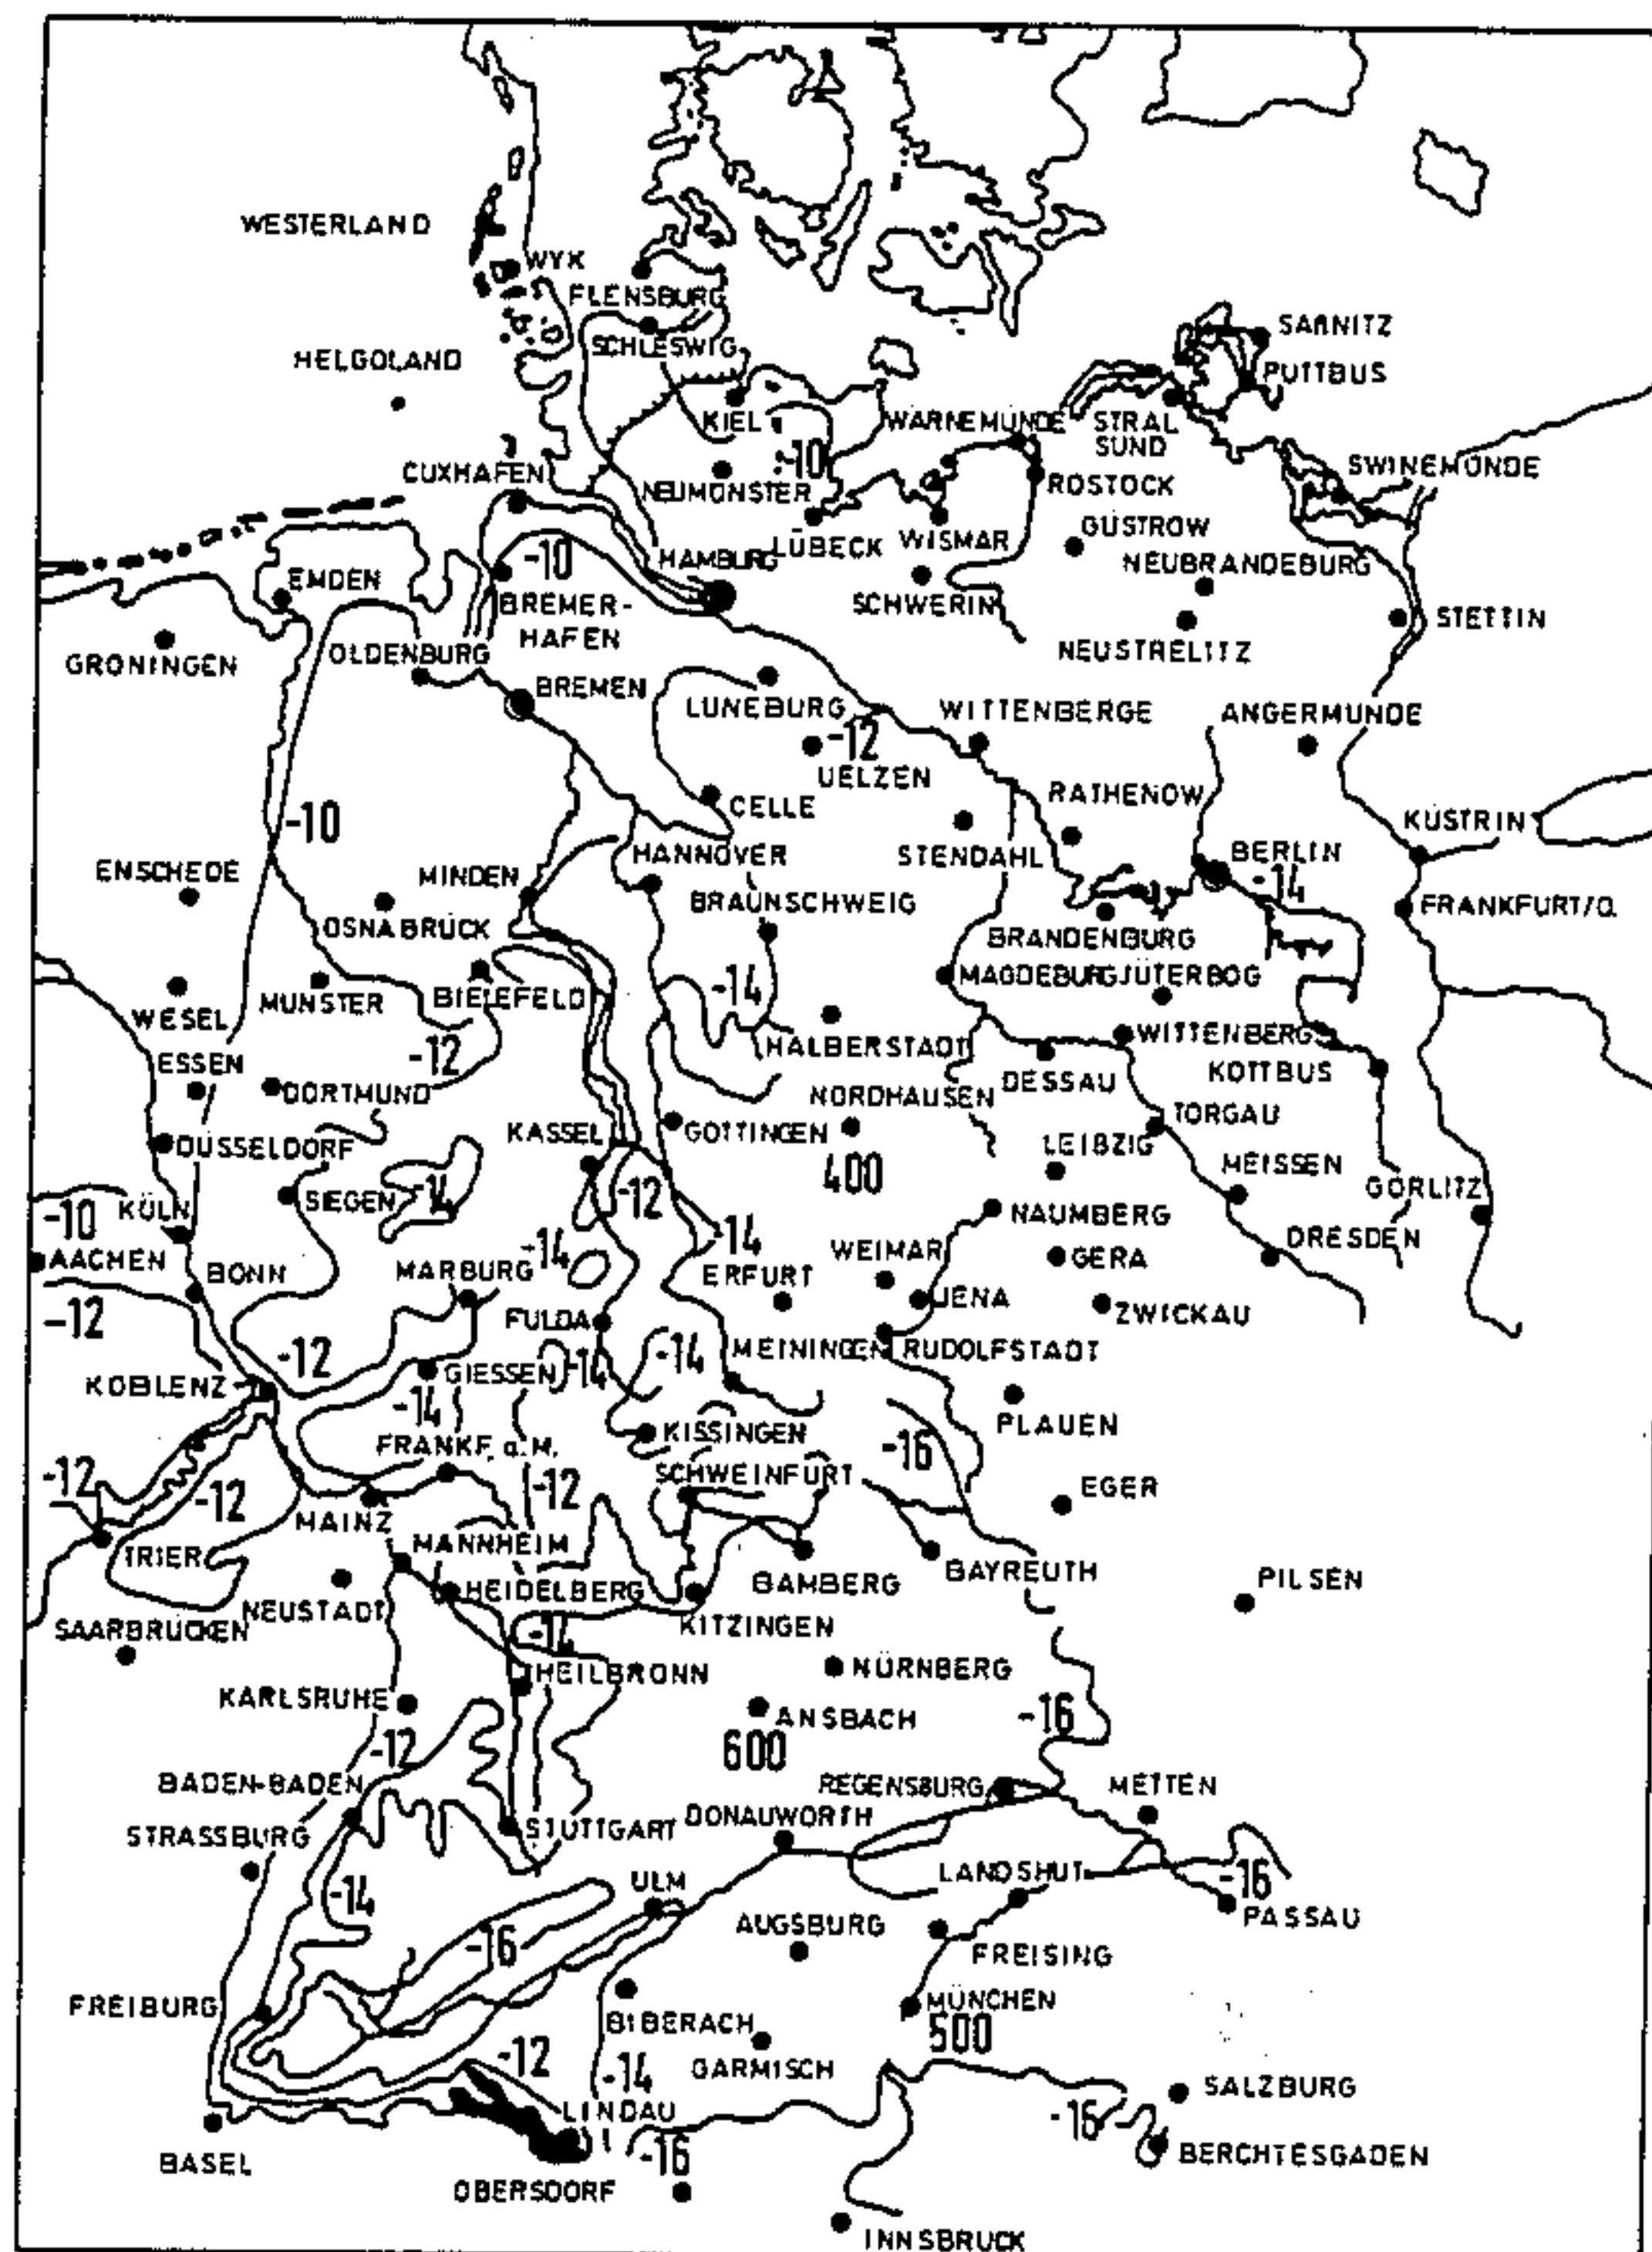 WESTERLAND
WYK
FLENSBURG
SCHLESWIG
HELGOLAND
SARNITZ
PUTTBUS
KIEL
WARNEMÜNDE
STRAL
SUND
-10
CUXHAFEN
NEUMÜNSTER
SWINEMÜNDE
ROSTOCK
LÜBECK
WISMAR
GÜSTROW
-10
HAMBURG
NEUBRANDEBURG
EMDEN
BREMER-
HAFEN
SCHWERIN
STETTIN
GRONINGEN
OLDENBURG
NEUSTRELITZ
BREMEN
LUNEBURG
WITTENBERGE
ANGERMUNDE
-12
UELZEN
CELLE
RATHENOW
-10
KÜSTRIN
HANNOVER
STENDAHL
BERLIN
ENSCHEDE
MINDEN
-14
BRAUNSCHWEIG
FRANKFURT/O.
OSNABRÜCK
BRANDENBURG
MAGDEBURG
JÜTERBOG
-14
WESEL
MUNSTER
BIELEFELD
WITTENBERG
HALBERSTADT
-12
ESSEN
DESSAU
KOTTBUS
DORTMUND
NORDHAUSEN
TORGAU
KASSEL
GOTTINGEN
DÜSSELDORF
LEIBZIG
400
MEISSEN
-14
-12
SIEGEN
GÖRLITZ
-10
KÖLN
NAUMBERG
-14
-14
DRESDEN
AACHEN
WEIMAR
GERA
BONN
MARBURG
ERFURT
JENA
ZWICKAU
-12
FULDA
-12
-14
-14
MEININGEN
RUDOLFSTADT
KOBLENZ
GIESSEN
-14
PLAUEN
FRANKF. a.M.
KISSINGEN
-16
-12
-12
-12
SCHWEINFURT
EGER
MAINZ
MANNHEIM
TRIER
HEIDELBERG
BAMBERG
BAYREUTH
PILSEN
NEUSTADT
SAARBRÜCKEN
KITZINGEN
-14
HEILBRONN
NÜRNBERG
KARLSRUHE
ANSBACH
-16
-12
600
BADEN-BADEN
REGENSBURG
METTEN
STRASSBURG
STUTTGART
DONAUWORTH
ULM
LANDSHUT
-16
-14
PASSAU
AUGSBURG
-16
FREISING
FREIBURG
BIBERACH
MÜNCHEN
500
-12
-14
GARMISCH
SALZBURG
LINDAU
-16
BASEL
-16
BERCHTESGADEN
OBERSDORF
INNSBRUCK